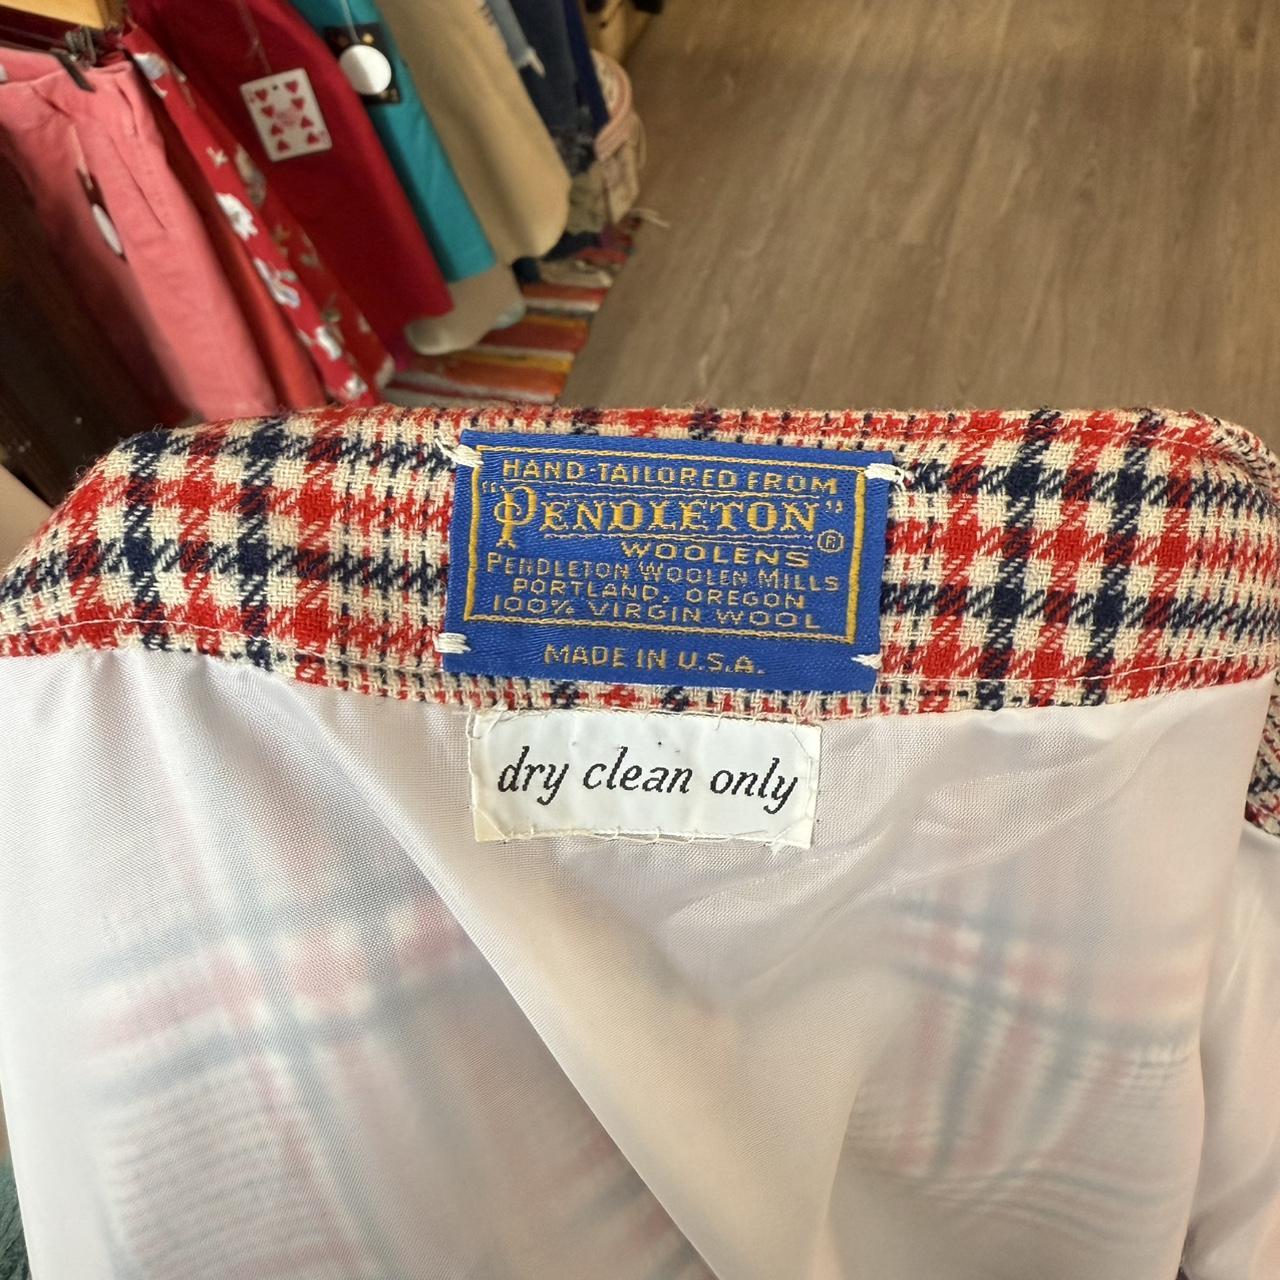 HAND-TAILORED FROM
"PENDLETON"®
WOOLENS
PENDLETON WOOLEN MILLS
PORTLAND, OREGON
100% VIRGIN WOOL
MADE IN U.S.A.
dry clean only